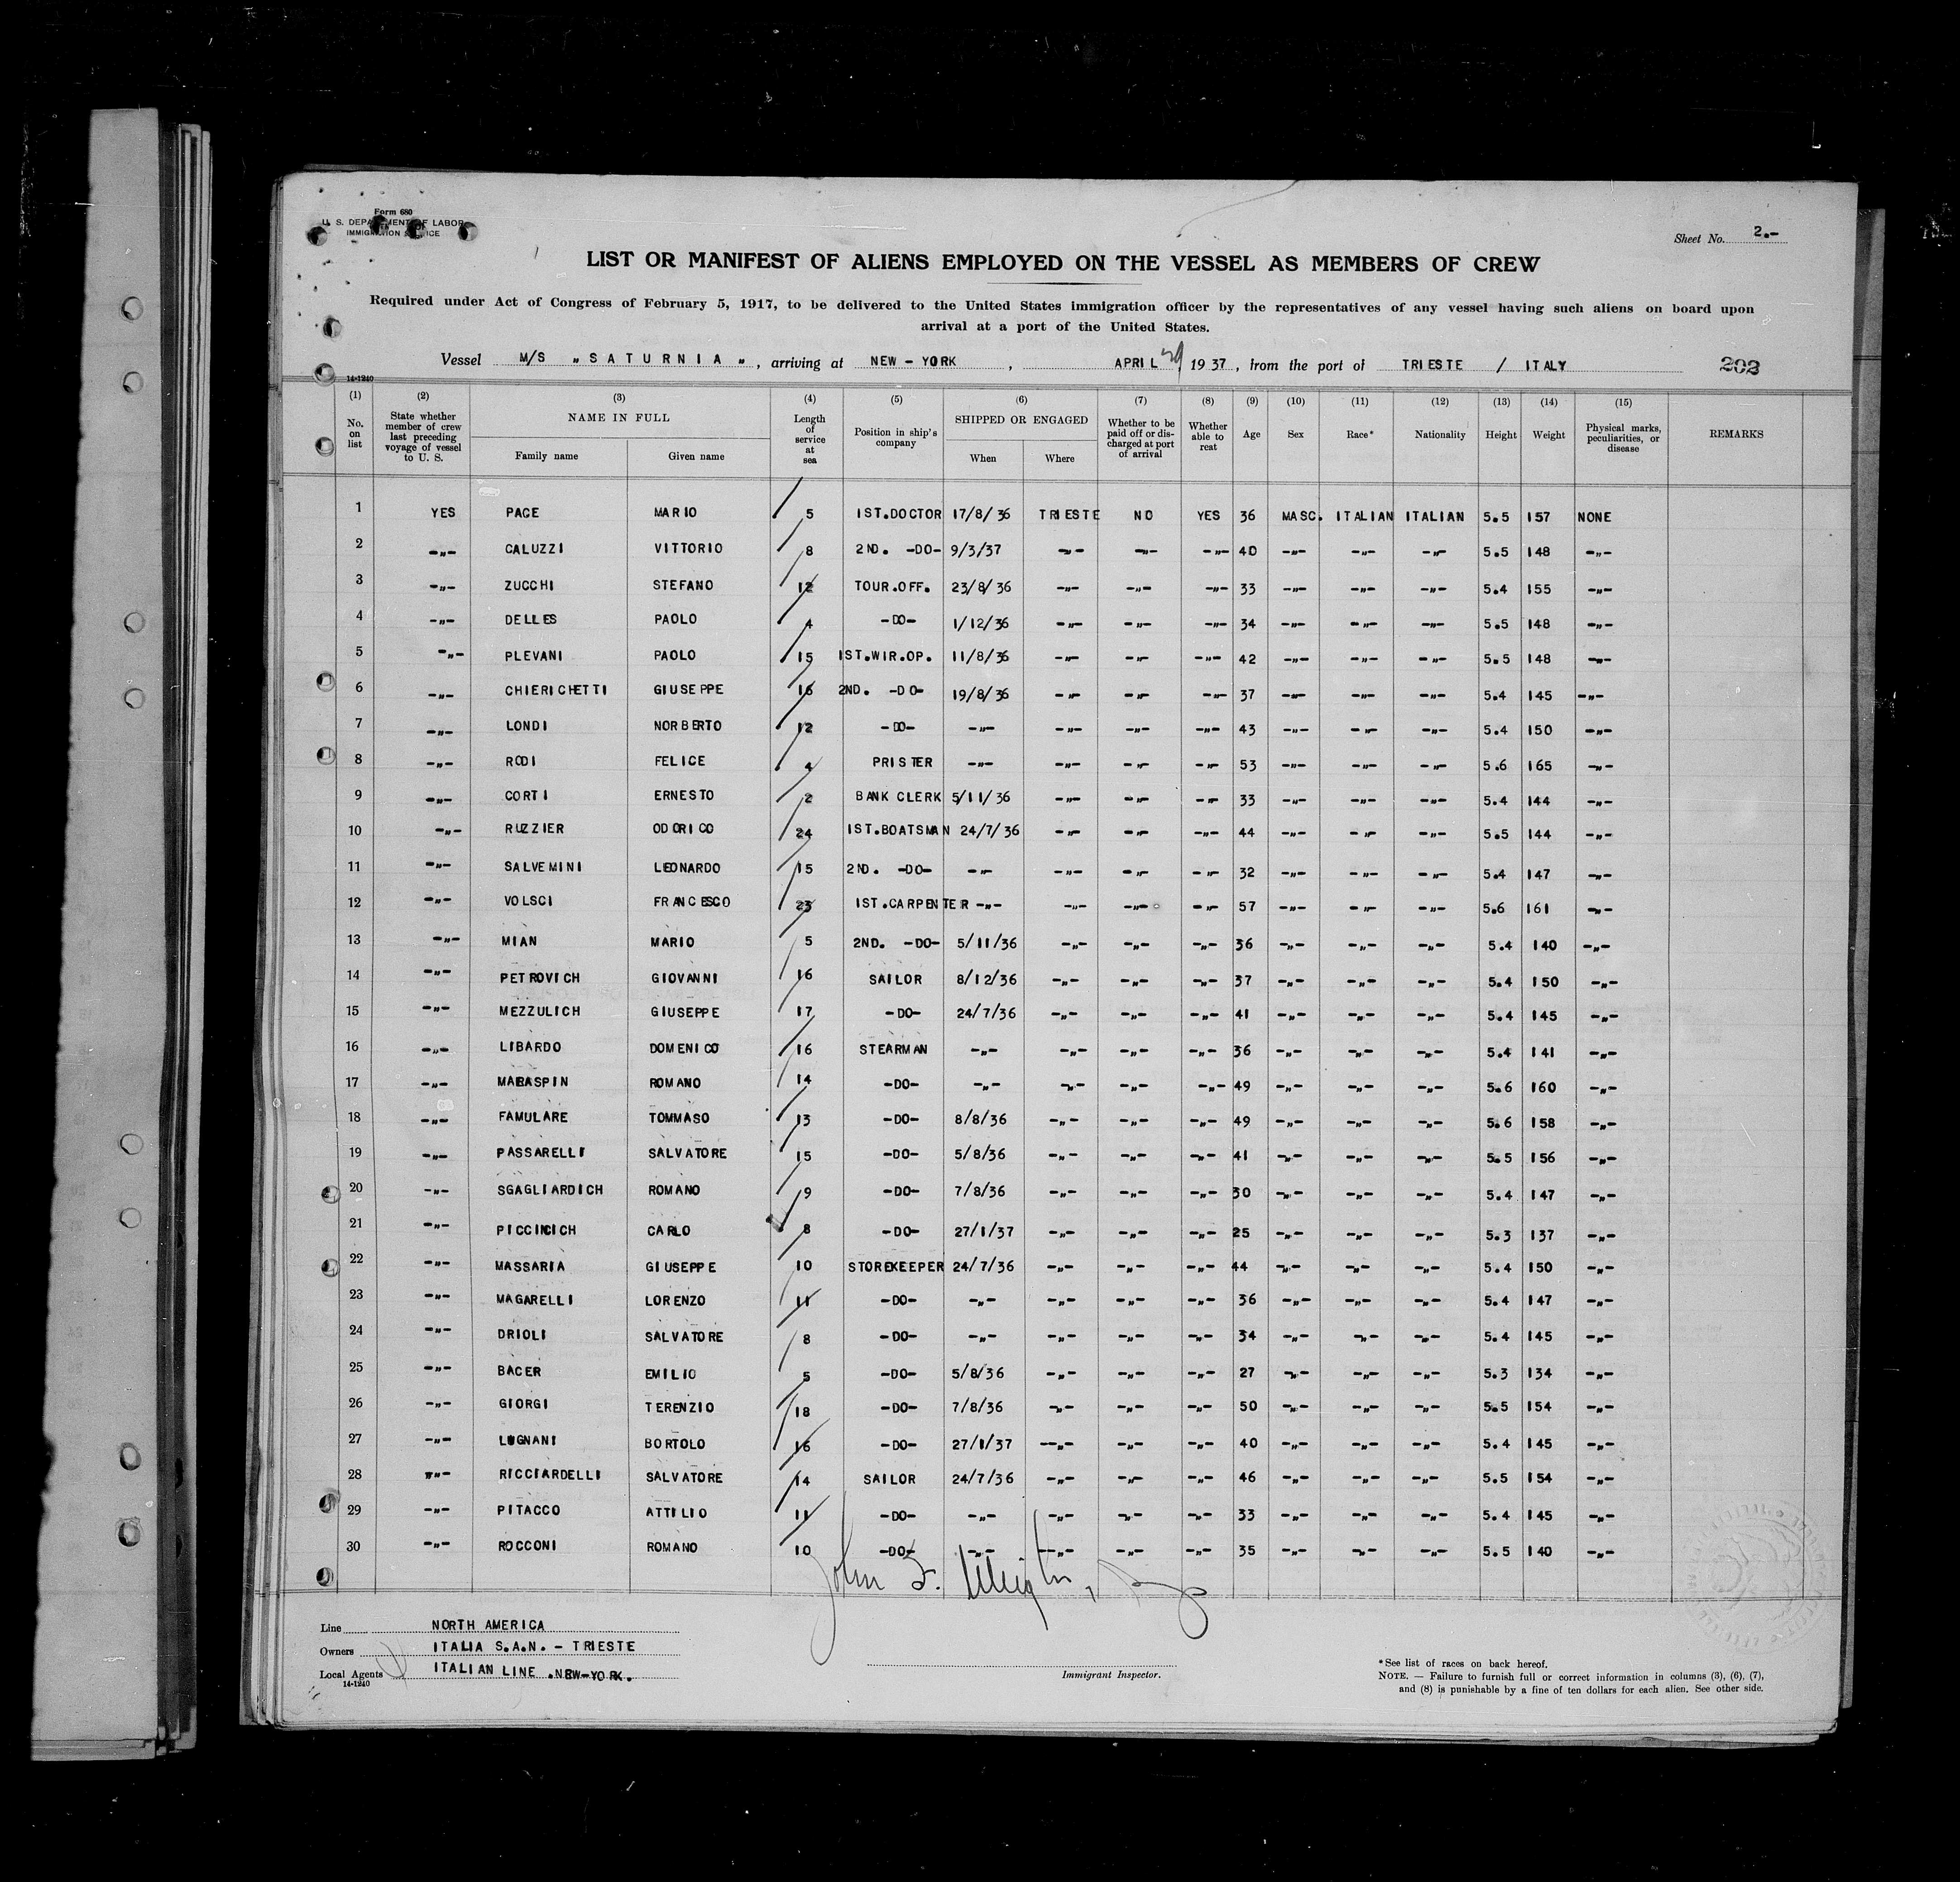 Form 680
U. S. DEPARTMENT OF LABOR
IMMIGRATION SERVICE
Sheet No. 2.-
LIST OR MANIFEST OF ALIENS EMPLOYED ON THE VESSEL AS MEMBERS OF CREW
Required under Act of Congress of February 5, 1917, to be delivered to the United States immigration officer by the representatives of any vessel having such aliens on board upon
arrival at a port of the United States.
Vessel M/S „SATURNIA„, arriving at NEW-YORK, APRIL 29 1937, from the port of TRIESTE / ITALY 202
14-1240
(1) (2) (3) (4) (5) (6) (7) (8) (9) (10) (11) (12) (13) (14) (15)
No. on list State whether member of crew last preceding voyage of vessel to U. S. NAME IN FULL Length of service at sea Position in ship's company SHIPPED OR ENGAGED Whether to be paid off or discharged at port of arrival Whether able to reat Age Sex Race* Nationality Height Weight Physical marks, peculiarities, or disease REMARKS
Family name Given name When Where
1 YES PACE MARIO 5 1ST.DOCTOR 17/8/36 TRIESTE NO YES 36 MASC. ITALIAN ITALIAN 5.5 157 NONE
2 -„- CALUZZI VITTORIO 8 2ND. -DO- 9/3/37 -„- -„- -„- 40 -„- -„- -„- 5.5 148 -„-
3 -„- ZUCCHI STEFANO 12 TOUR.OFF. 23/8/36 -„- -„- -„- 33 -„- -„- -„- 5.4 155 -„-
4 -„- DELLES PAOLO 4 -DO- 1/12/36 -„- -„- -„- 34 -„- -„- -„- 5.5 148 -„-
5 -„- PLEVANI PAOLO 15 1ST.WIR.OP. 11/8/36 -„- -„- -„- 42 -„- -„- -„- 5.5 148 -„-
6 -„- CHIERICHETTI GIUSEPPE 16 2ND. -DO- 19/8/36 -„- -„- -„- 37 -„- -„- -„- 5.4 145 -„-
7 -„- LONDI NORBERTO 12 -DO- -„- -„- -„- -„- 43 -„- -„- -„- 5.4 150 -„-
8 -„- RODI FELICE 4 PRISTER -„- -„- -„- -„- 53 -„- -„- -„- 5.6 165 -„-
9 -„- CORTI ERNESTO 2 BANK CLERK 5/11/36 -„- -„- -„- 33 -„- -„- -„- 5.4 144 -„-
10 -„- RUZZIER ODORICO 24 1ST.BOATSMAN 24/7/36 -„- -„- -„- 44 -„- -„- -„- 5.5 144 -„-
11 -„- SALVEMINI LEONARDO 15 2ND. -DO- -„- -„- -„- -„- 32 -„- -„- -„- 5.4 147 -„-
12 -„- VOLSCI FRANCESCO 23 1ST.CARPENTER -„- -„- -„- -„- 57 -„- -„- -„- 5.6 161 -„-
13 -„- MIAN MARIO 5 2ND. -DO- 5/11/36 -„- -„- -„- 36 -„- -„- -„- 5.4 140 -„-
14 -„- PETROVICH GIOVANNI 16 SAILOR 8/12/36 -„- -„- -„- 37 -„- -„- -„- 5.4 150 -„-
15 -„- MEZZULICH GIUSEPPE 17 -DO- 24/7/36 -„- -„- -„- 41 -„- -„- -„- 5.4 145 -„-
16 -„- LIBARDO DOMENICO 16 STEARMAN -„- -„- -„- -„- 36 -„- -„- -„- 5.4 141 -„-
17 -„- MARASPIN ROMANO 14 -DO- -„- -„- -„- -„- 49 -„- -„- -„- 5.6 160 -„-
18 -„- FAMULARE TOMMASO 13 -DO- 8/8/36 -„- -„- -„- 49 -„- -„- -„- 5.6 158 -„-
19 -„- PASSARELLI SALVATORE 15 -DO- 5/8/36 -„- -„- -„- 41 -„- -„- -„- 5.5 156 -„-
20 -„- SGAGLIARDICH ROMANO 9 -DO- 7/8/36 -„- -„- -„- 30 -„- -„- -„- 5.4 147 -„-
21 -„- PICCINICH CARLO 8 -DO- 27/1/37 -„- -„- -„- 25 -„- -„- -„- 5.3 137 -„-
22 -„- MASSARIA GIUSEPPE 10 STOREKEEPER 24/7/36 -„- -„- -„- 44 -„- -„- -„- 5.4 150 -„-
23 -„- MAGARELLI LORENZO 11 -DO- -„- -„- -„- -„- 36 -„- -„- -„- 5.4 147 -„-
24 -„- DRIOLI SALVATORE 8 -DO- -„- -„- -„- -„- 34 -„- -„- -„- 5.4 145 -„-
25 -„- BACER EMILIO 5 -DO- 5/8/36 -„- -„- -„- 27 -„- -„- -„- 5.3 134 -„-
26 -„- GIORGI TERENZIO 18 -DO- 7/8/36 -„- -„- -„- 50 -„- -„- -„- 5.5 154 -„-
27 -„- LUGNANI BORTOLO 16 -DO- 27/1/37 -„- -„- -„- 40 -„- -„- -„- 5.4 145 -„-
28 -„- RICCIARDELLI SALVATORE 14 SAILOR 24/7/36 -„- -„- -„- 46 -„- -„- -„- 5.5 154 -„-
29 -„- PITACCO ATTILIO 11 -DO- -„- -„- -„- -„- 33 -„- -„- -„- 5.4 145 -„-
30 -„- ROCCONI ROMANO 10 -DO- -„- -„- -„- -„- 35 -„- -„- -„- 5.5 140 -„-
John
Line NORTH AMERICA
Owners ITALIA S.A.N. - TRIESTE
Local Agents ITALIAN LINE .NEW-YORK.
14-1240
Immigrant Inspector.
*See list of races on back hereof.
NOTE. — Failure to furnish full or correct information in columns (3), (6), (7),
and (8) is punishable by a fine of ten dollars for each alien. See other side.